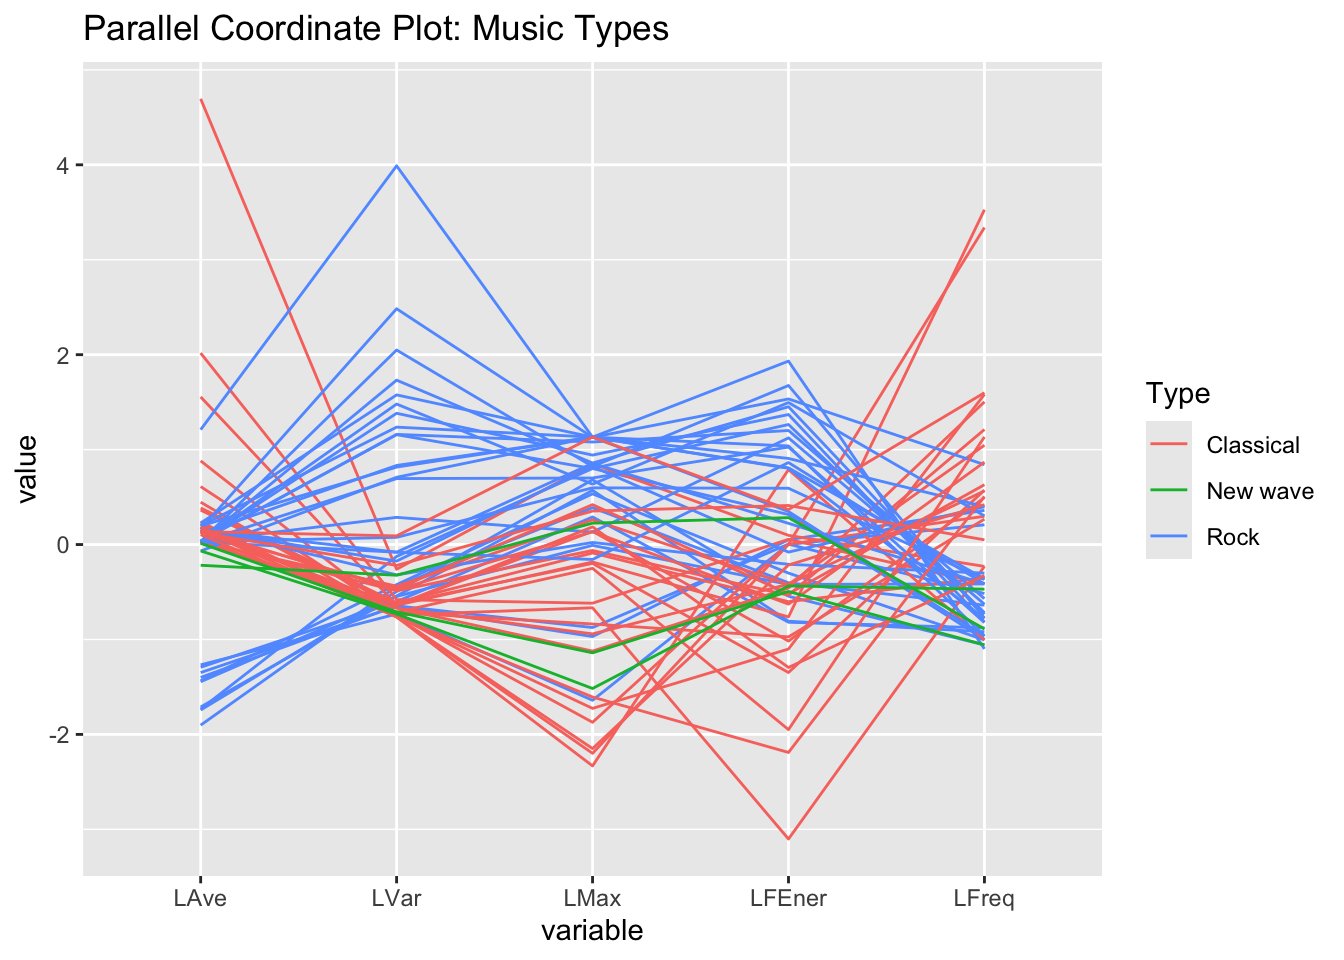 Parallel Coordinate Plot: Music Types
value
4
2
0
-2
LAve LVar LMax LFEner LFreq
variable
Type
Classical
New wave
Rock